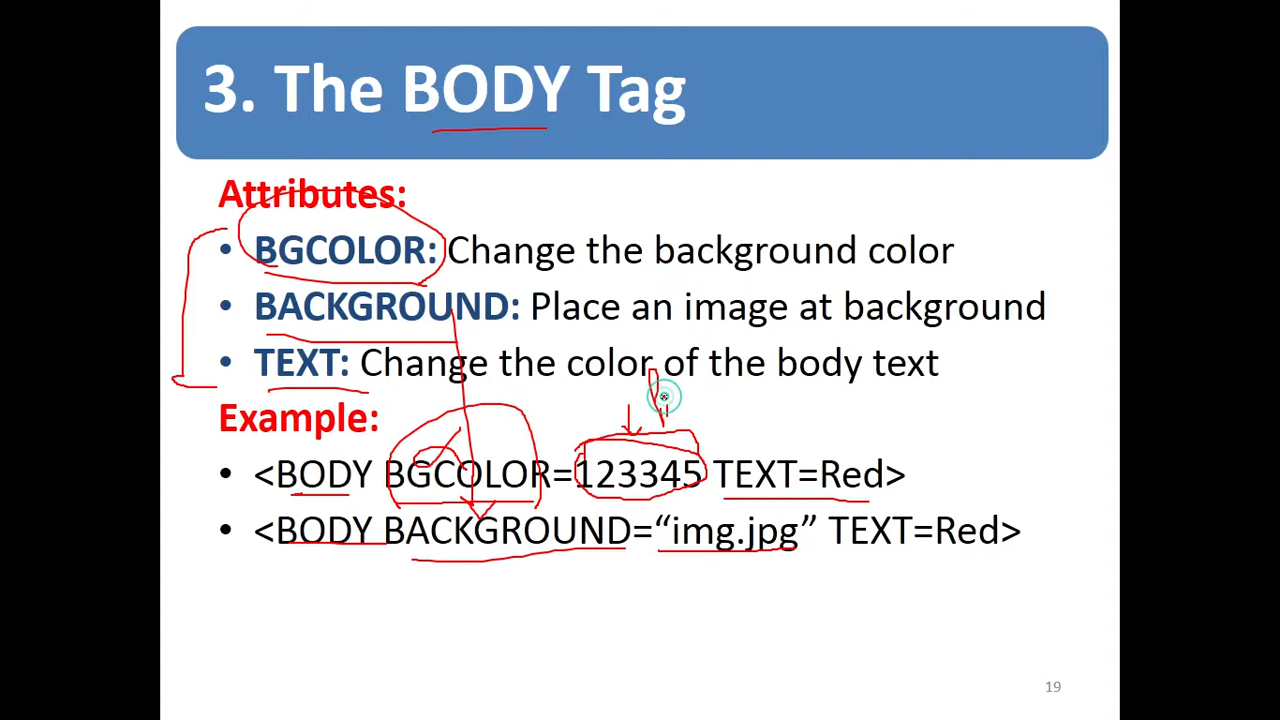 3. The BODY Tag
Attributes:
• BGCOLOR: Change the background color
• BACKGROUND: Place an image at background
• TEXT: Change the color of the body text
Example:
• <BODY BGCOLOR=123345 TEXT=Red>
• <BODY BACKGROUND=“img.jpg” TEXT=Red>
19